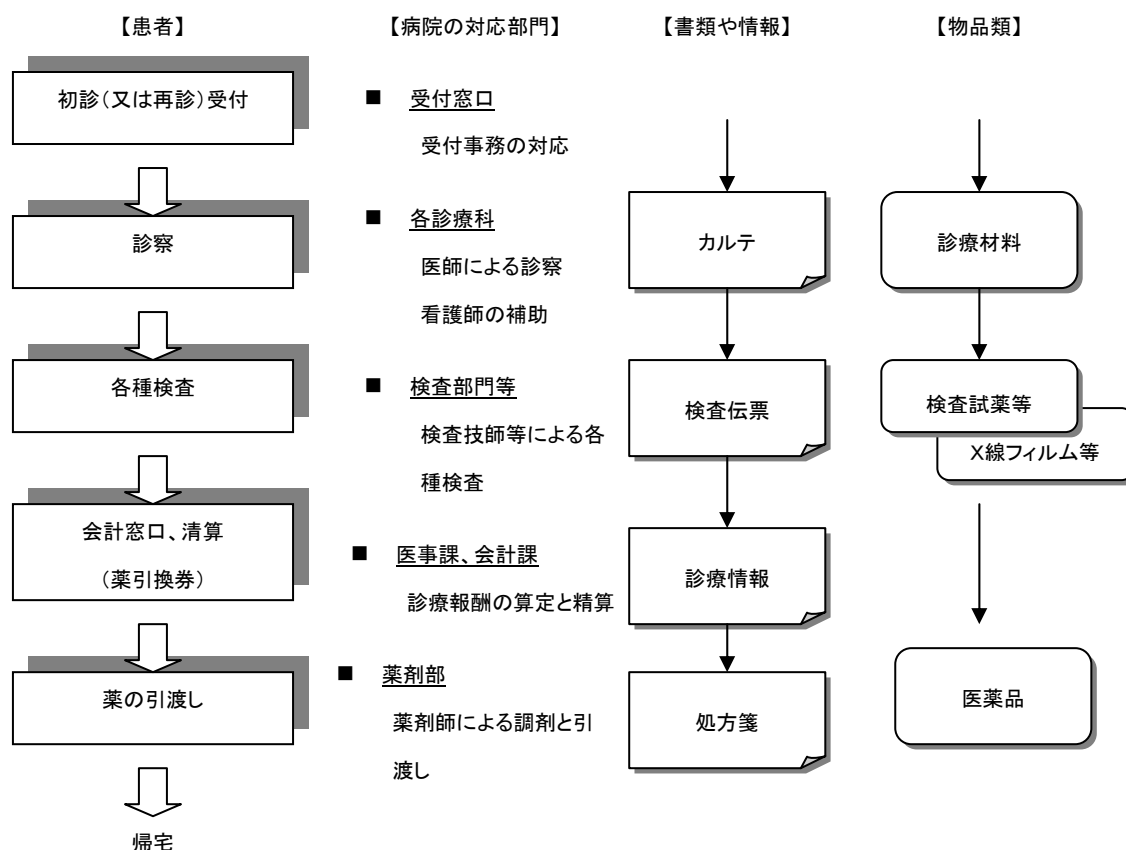 【患者】
【病院の対応部門】
【書類や情報】
【物品類】
初診(又は再診)受付
■ 受付窓口
受付事務の対応
診察
■ 各診療科
医師による診察
看護師の補助
カルテ
診療材料
各種検査
■ 検査部門等
検査技師等による各
種検査
検査伝票
検査試薬等
X線フィルム等
会計窓口、清算
(薬引換券)
■ 医事課、会計課
診療報酬の算定と精算
診療情報
薬の引渡し
■ 薬剤部
薬剤師による調剤と引
渡し
処方箋
医薬品
帰宅